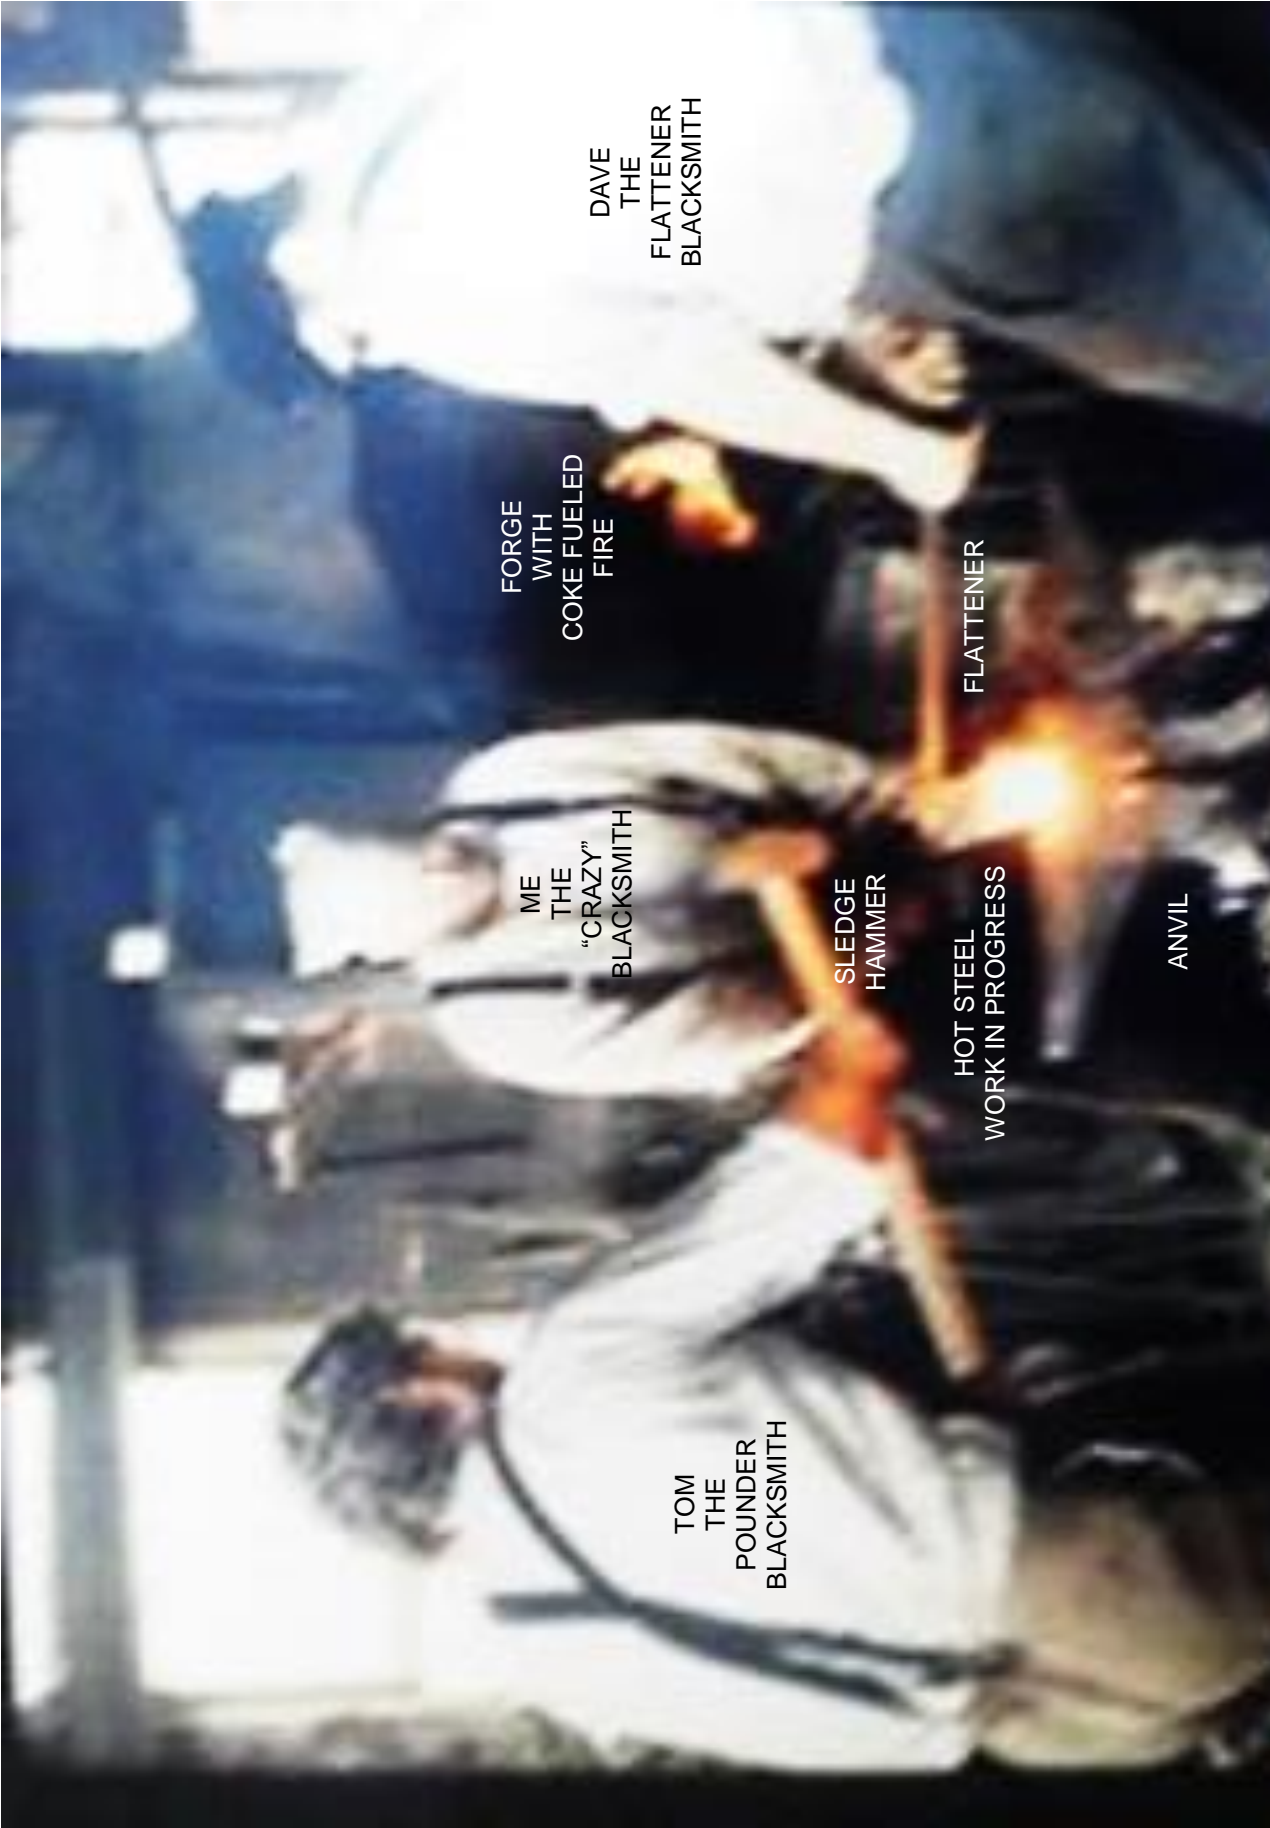 TOM
THE
POUNDER
BLACKSMITH
ME
THE
“CRAZY”
BLACKSMITH
FORGE
WITH
COKE FUELED
FIRE
DAVE
THE
FLATTENER
BLACKSMITH
SLEDGE
HAMMER
HOT STEEL
WORK IN PROGRESS
FLATTENER
ANVIL